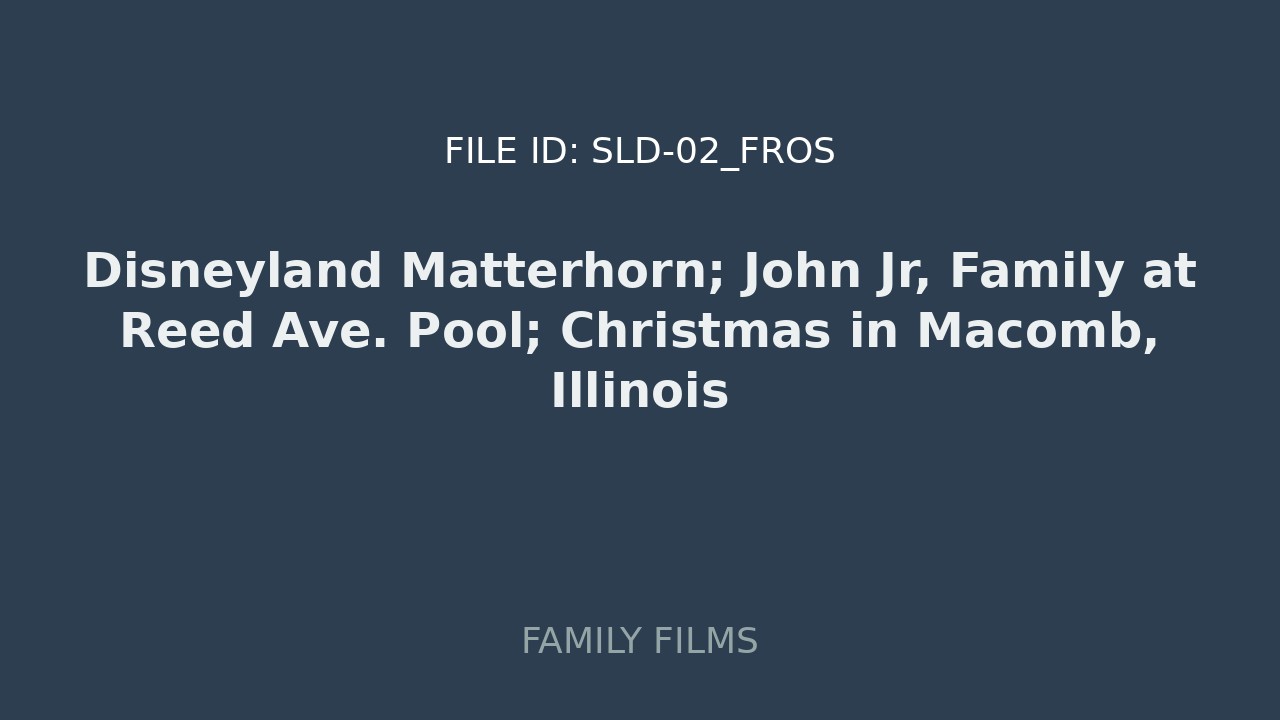 FILE ID: SLD-02_FROS
Disneyland Matterhorn; John Jr, Family at
Reed Ave. Pool; Christmas in Macomb,
Illinois
FAMILY FILMS